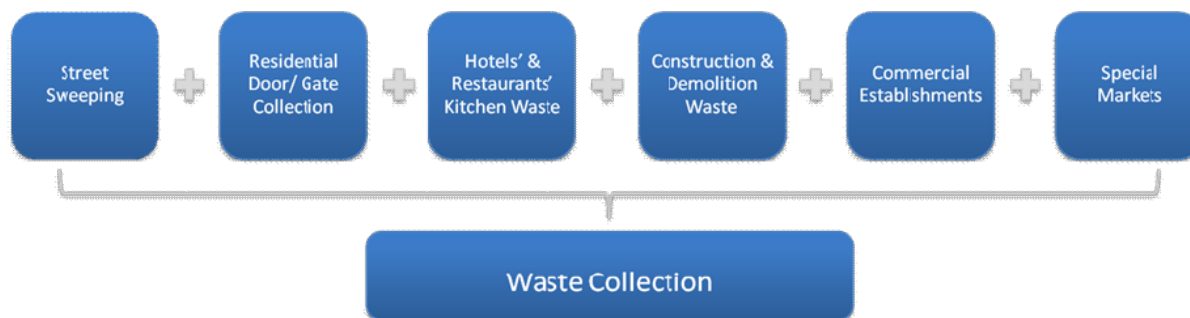 Street
Sweeping
Residential
Door/ Gate
Collection
Hotels' &
Restaurants'
Kitchen Waste
Construction &
Demolition
Waste
Commercial
Establishments
Special
Markets
Waste Collection